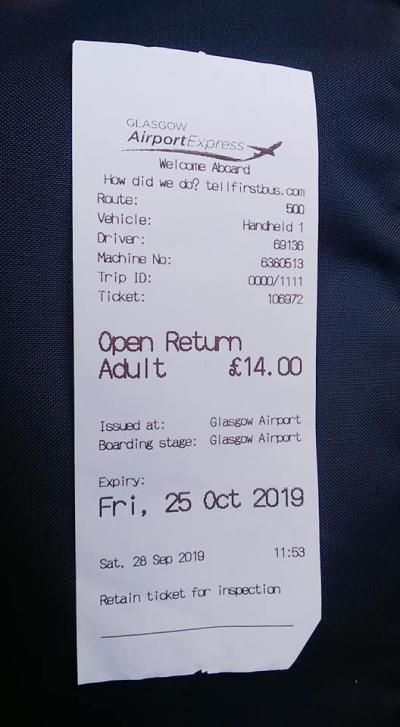 GLASGOW
AirportExpress
Welcome Aboard
How did we do? tellfirstbus.com
Route: 500
Vehicle: Handheld 1
Driver: 69136
Machine No: 6380513
Trip ID: 0000/1111
Ticket: 106972
Open Return
Adult £14.00
Issued at: Glasgow Airport
Boarding stage: Glasgow Airport
Expiry:
Fri, 25 Oct 2019
Sat, 28 Sep 2019 11:53
Retain ticket for inspection